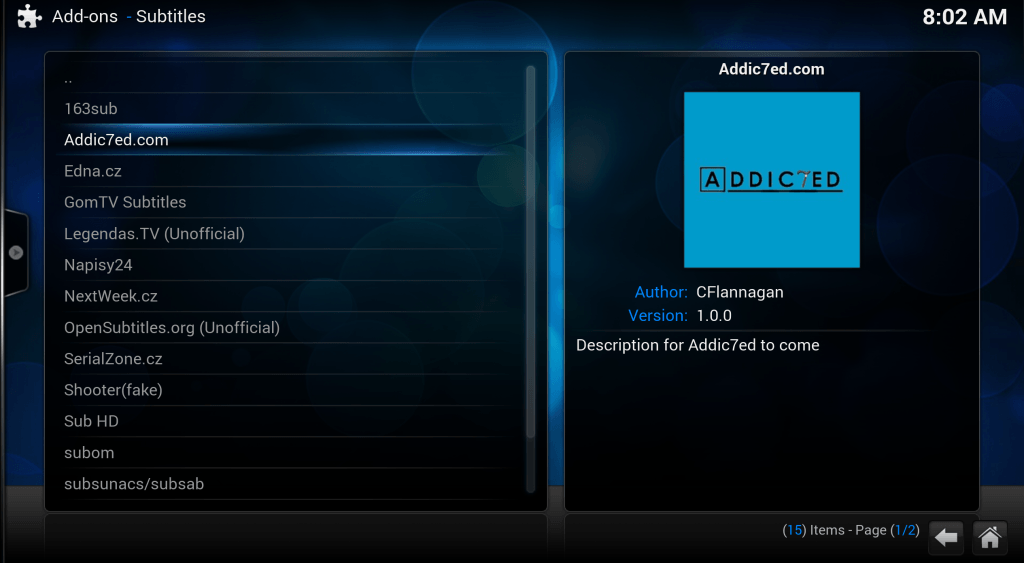 Add-ons - Subtitles
8:02 AM
..
163sub
Addic7ed.com
Edna.cz
GomTV Subtitles
Legendas.TV (Unofficial)
Napisy24
NextWeek.cz
OpenSubtitles.org (Unofficial)
SerialZone.cz
Shooter(fake)
Sub HD
subom
subsunacs/subsab
Addic7ed.com
ADDIC7ED
Author: CFlannagan
Version: 1.0.0
Description for Addic7ed to come
(15) Items - Page (1/2)